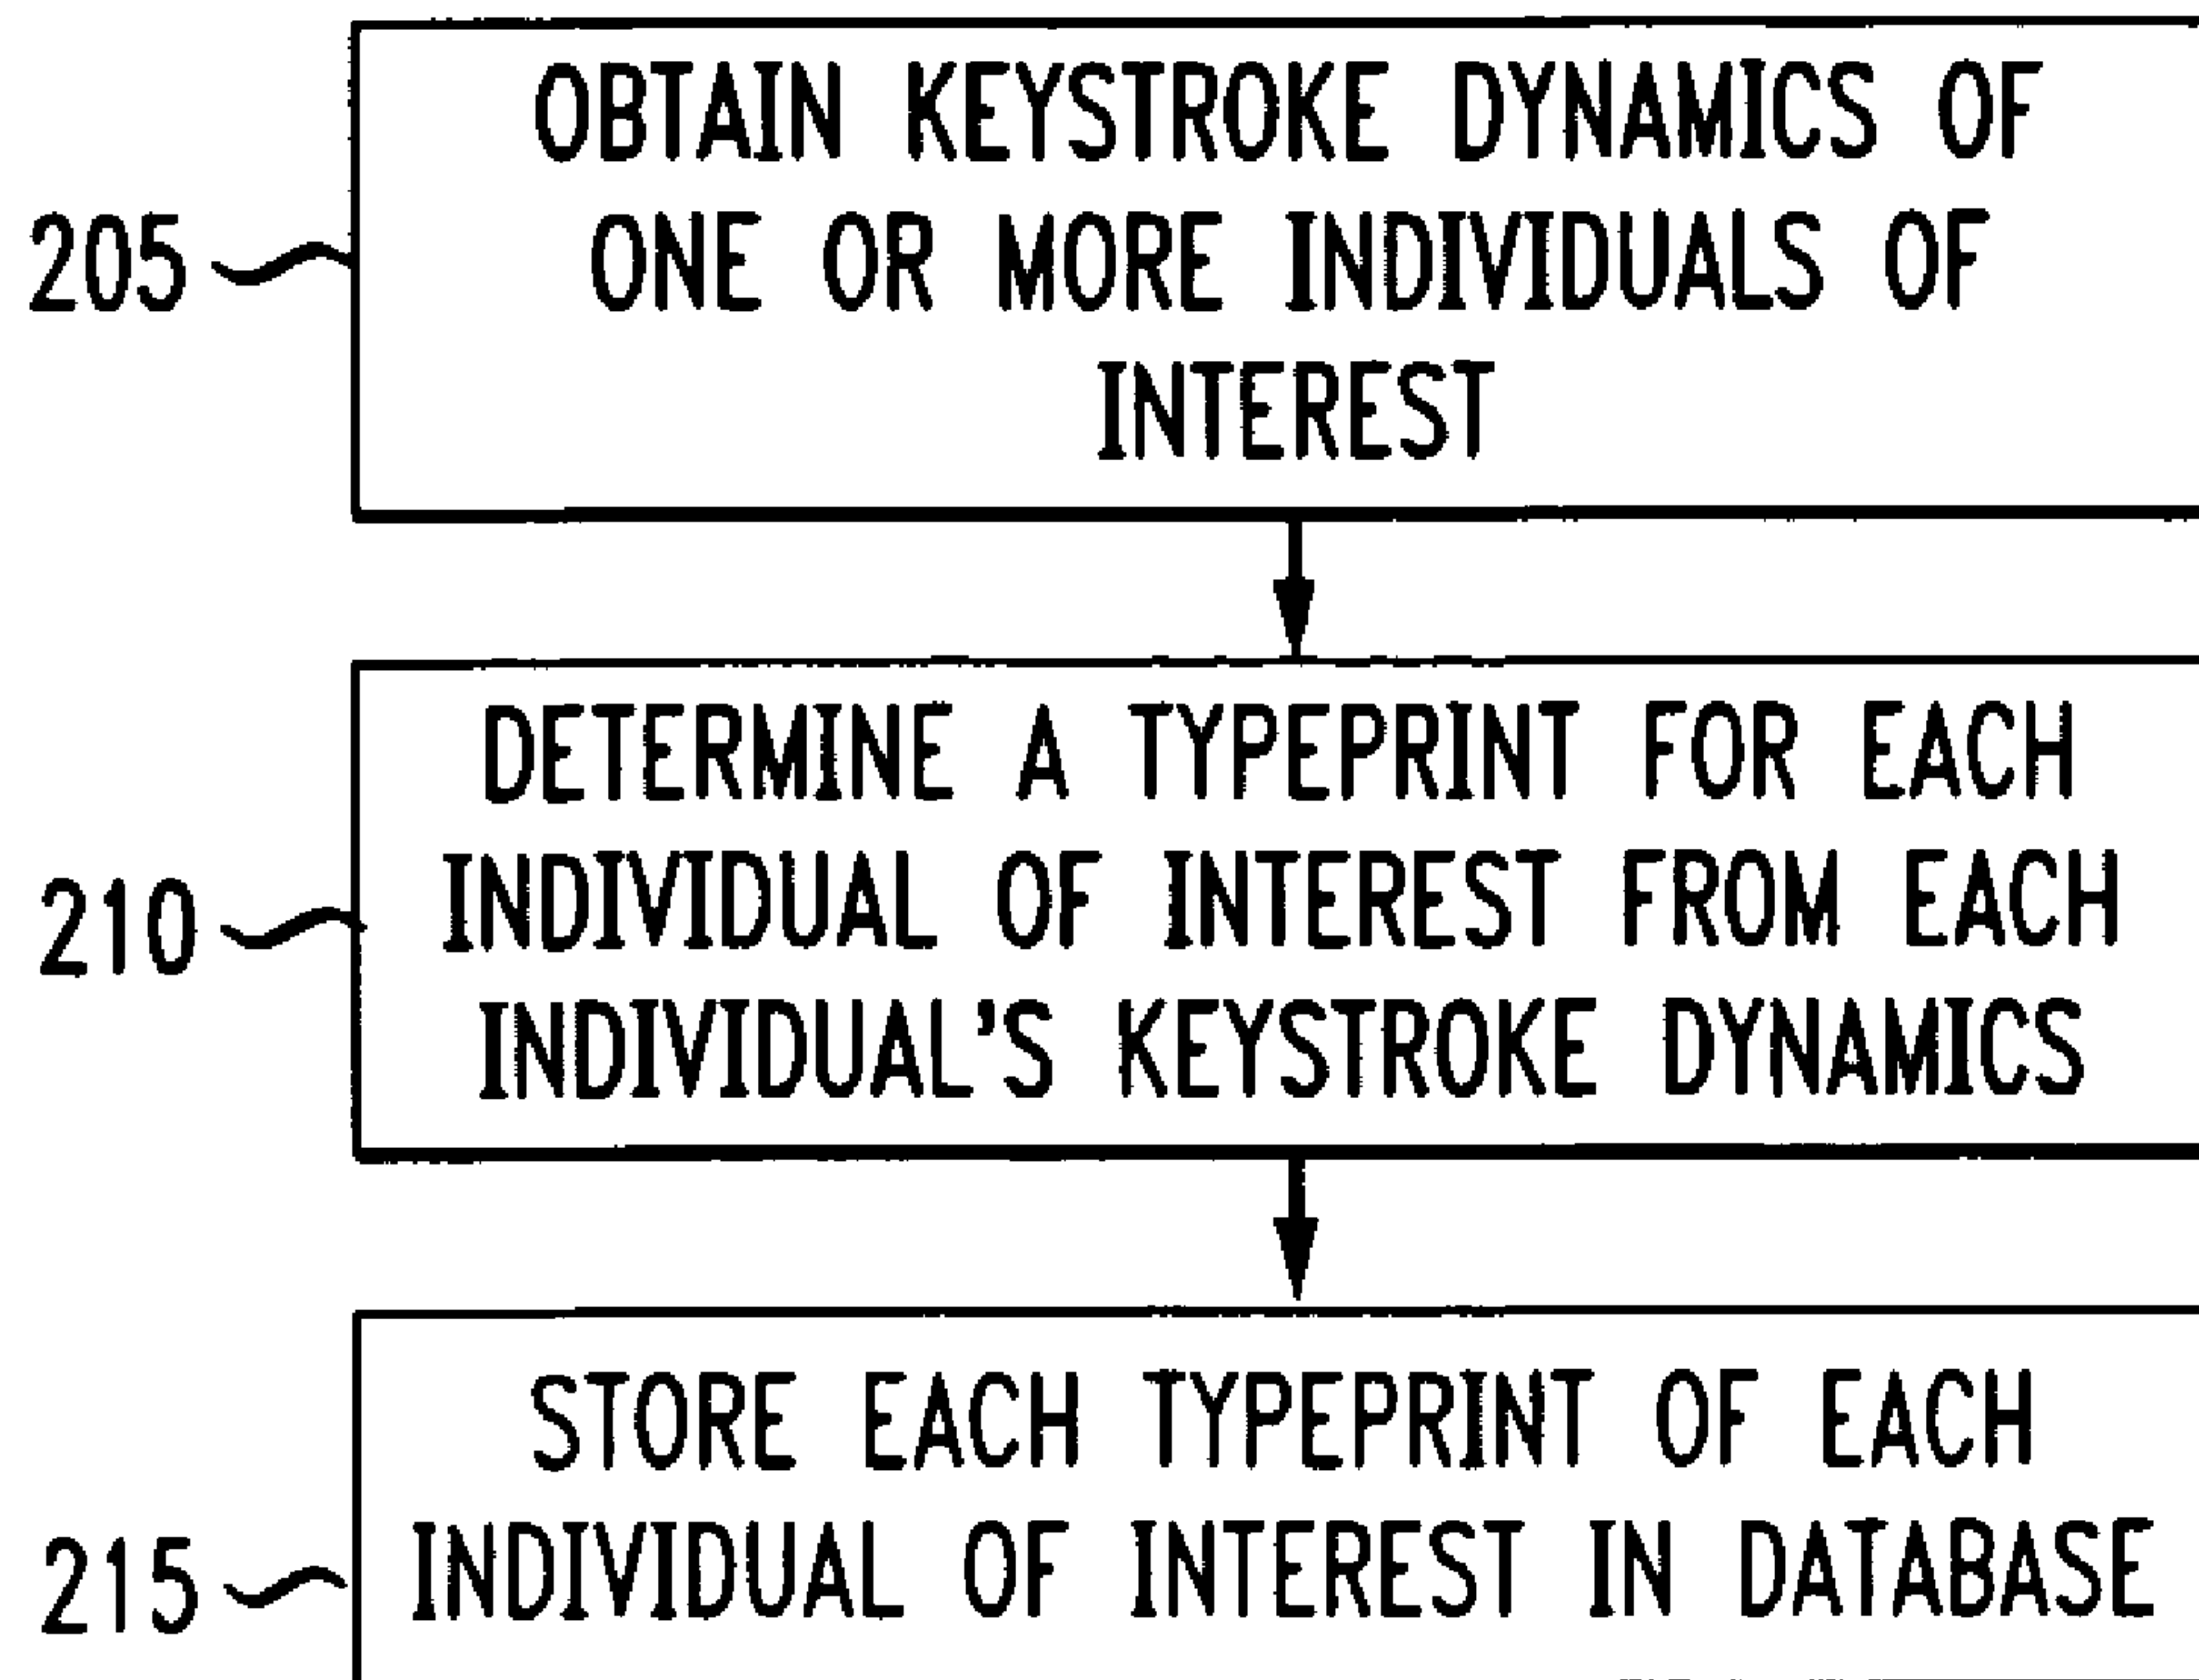 OBTAIN KEYSTROKE DYNAMICS OF
205 ONE OR MORE INDIVIDUALS OF
INTEREST
DETERMINE A TYPEPRINT FOR EACH
210 INDIVIDUAL OF INTEREST FROM EACH
INDIVIDUAL'S KEYSTROKE DYNAMICS
STORE EACH TYPEPRINT OF EACH
215 INDIVIDUAL OF INTEREST IN DATABASE